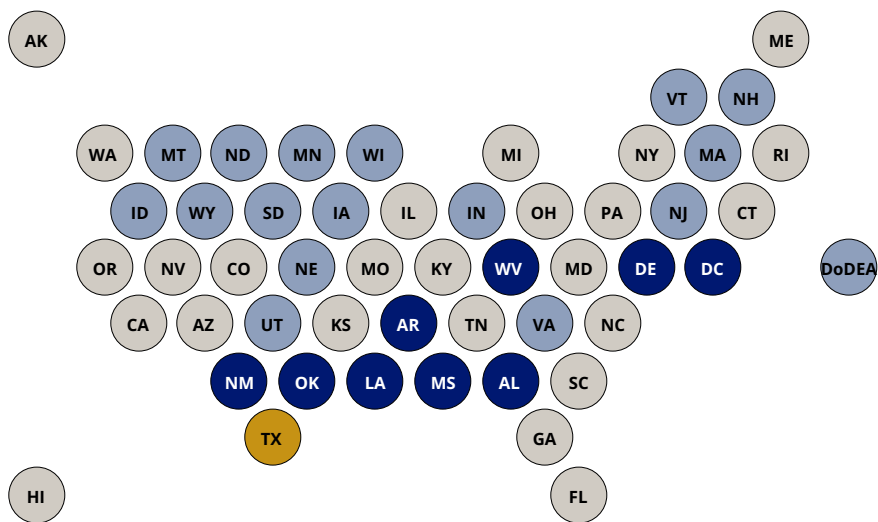 AK ME
VT NH
WA MT ND MN WI MI NY MA RI
ID WY SD IA IL IN OH PA NJ CT
OR NV CO NE MO KY WV MD DE DC DoDEA
CA AZ UT KS AR TN VA NC
NM OK LA MS AL SC
TX GA
HI FL